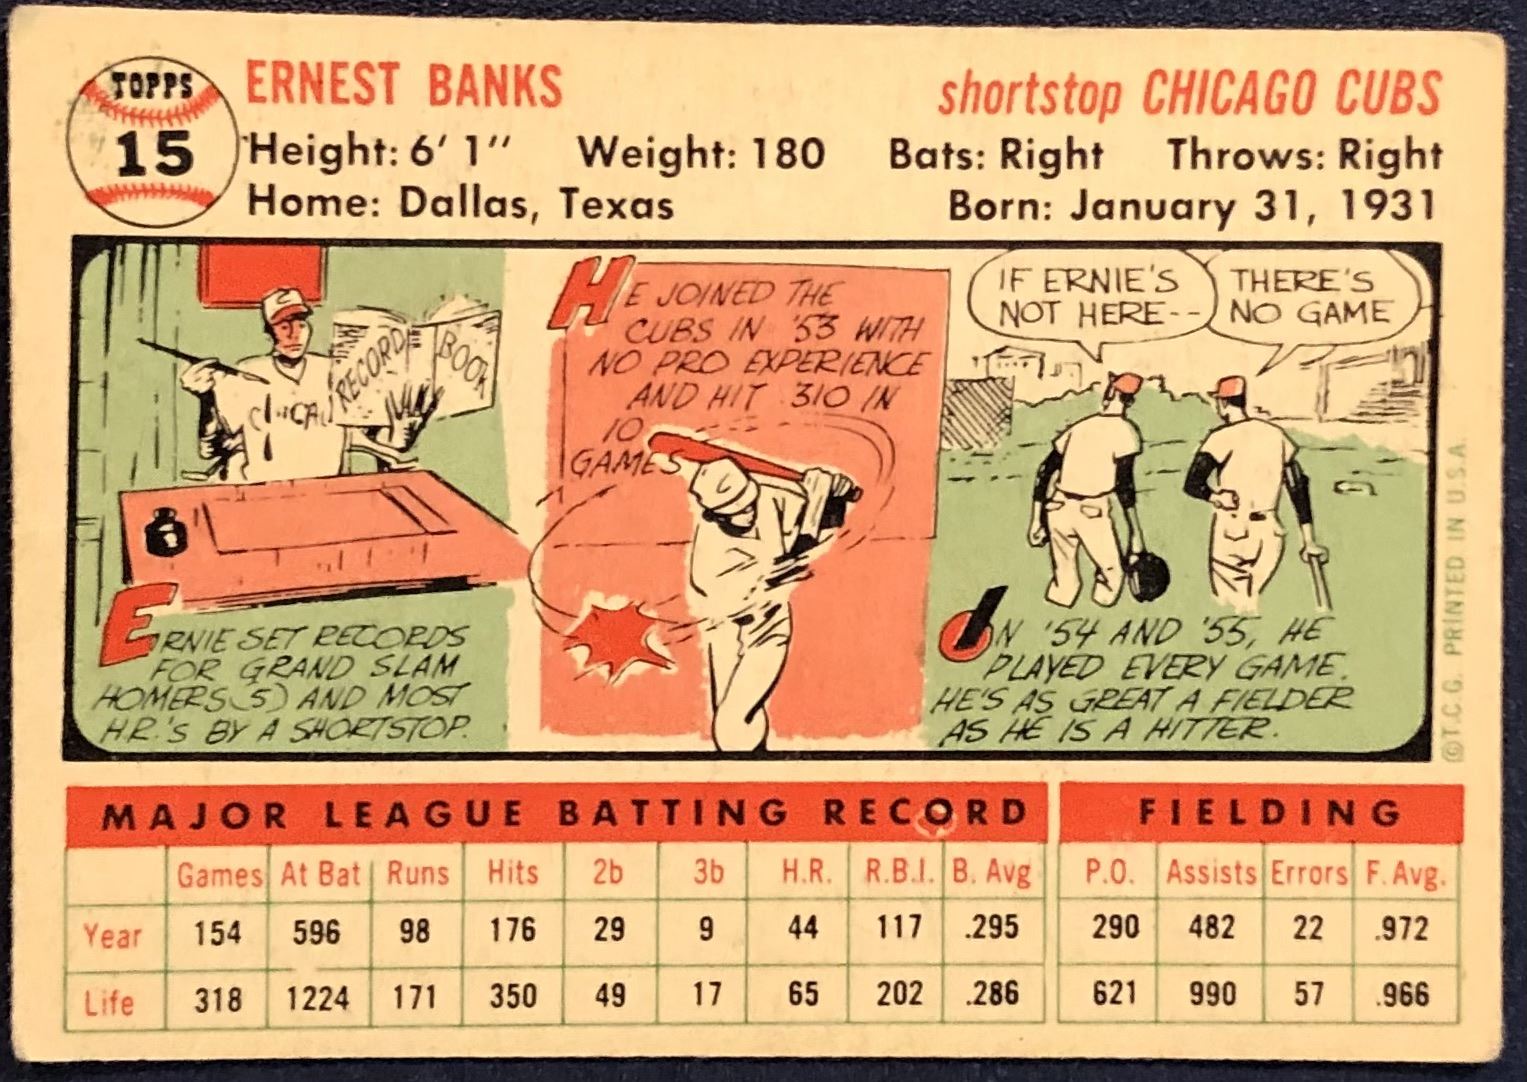 TOPPS
15
ERNEST BANKS
shortstop CHICAGO CUBS
Height: 6' 1" Weight: 180 Bats: Right Throws: Right
Home: Dallas, Texas Born: January 31, 1931
CHICA
RECORD BOOK
ERNIE SET RECORDS
FOR GRAND SLAM
HOMERS (5) AND MOST
H.R.'S BY A SHORTSTOP.
HE JOINED THE
CUBS IN '53 WITH
NO PRO EXPERIENCE
AND HIT .310 IN
10
GAMES
IF ERNIE'S
NOT HERE--
THERE'S
NO GAME
IN '54 AND '55, HE
PLAYED EVERY GAME.
HE'S AS GREAT A FIELDER
AS HE IS A HITTER.
©T.C.G. PRINTED IN U.S.A.
MAJOR LEAGUE BATTING RECORD FIELDING
Games At Bat Runs Hits 2b 3b H.R. R.B.I. B. Avg P.O. Assists Errors F. Avg.
Year 154 596 98 176 29 9 44 117 .295 290 482 22 .972
Life 318 1224 171 350 49 17 65 202 .286 621 990 57 .966